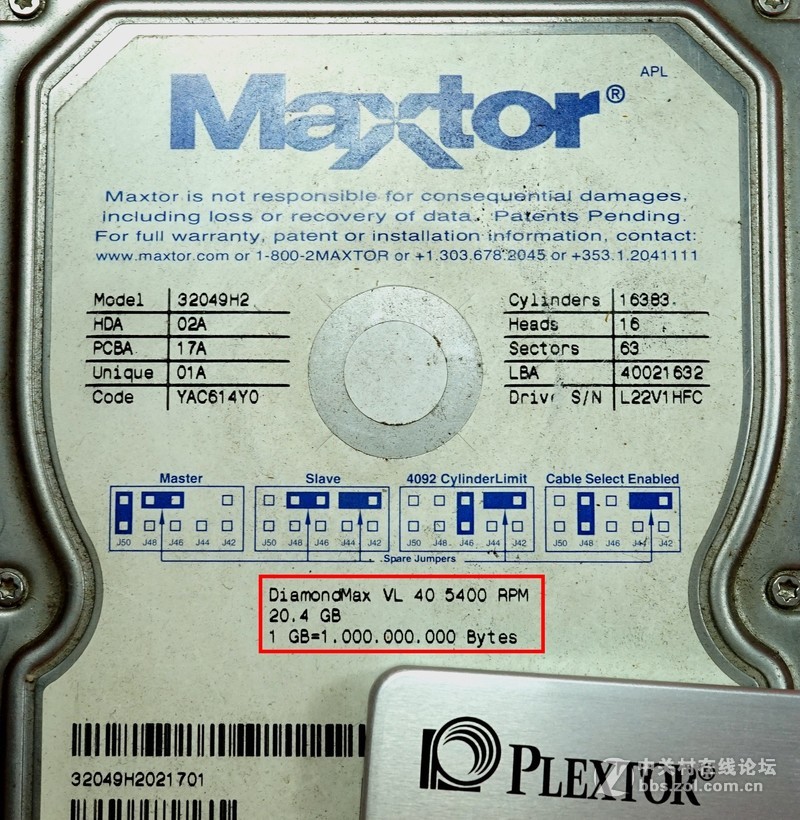 Maxtor® APL
Maxtor is not responsible for consequential damages,
including loss or recovery of data. Patents Pending.
For full warranty, patent or installation information, contact:
www.maxtor.com or 1-800-2MAXTOR or +1.303.678.2045 or +353.1.2041111
Model 32049H2
HDA 02A
PCBA 17A
Unique 01A
Code YAC614Y0
Cylinders 16383
Heads 16
Sectors 63
LBA 40021632
Drive S/N L22V1HFC
Master Slave 4092 CylinderLimit Cable Select Enabled
J50 J48 J46 J44 J42 J50 J48 J46 J44 J42 J50 J48 J46 J44 J42 J50 J48 J46 J44 J42
Spare Jumpers
DiamondMax VL 40 5400 RPM
20.4 GB
1 GB=1.000.000.000 Bytes
32049H2021701
PLEXTOR®
中关村在线论坛
bbs.zol.com.cn